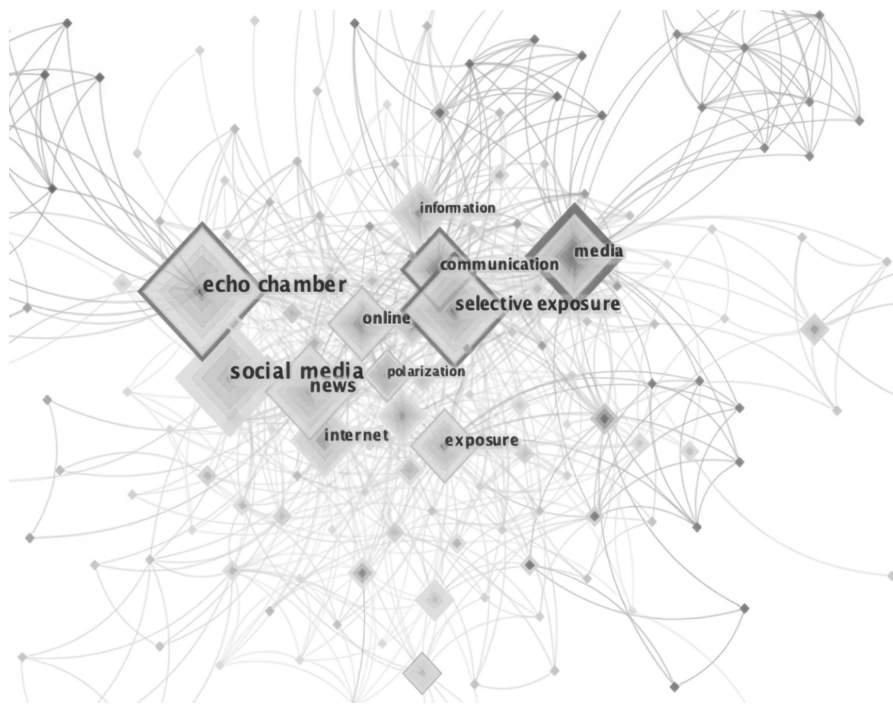 information
media
communication
echo chamber
selective exposure
online
social media
polarization
news
internet
exposure